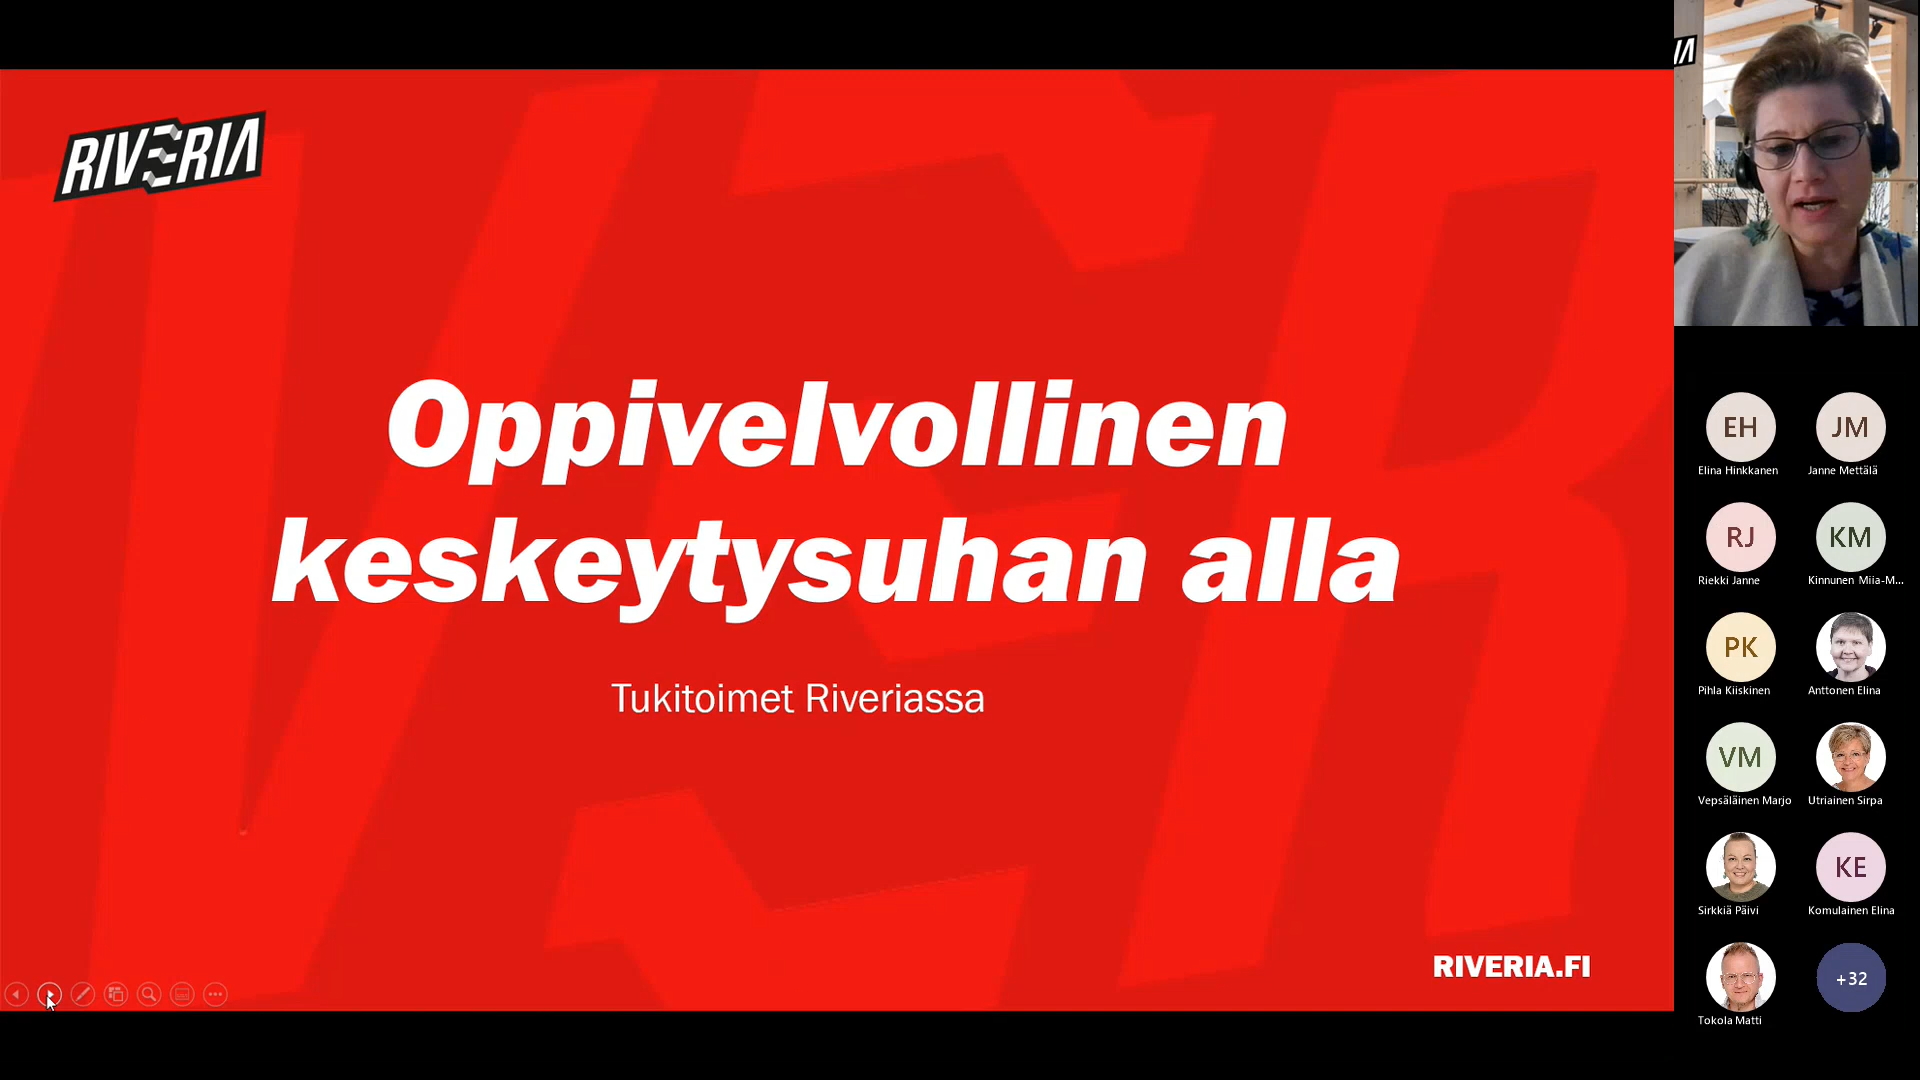 RIVERIA
Oppivelvollinen
keskeytysuhan alla
Tukitoimet Riveriassa
RIVERIA.FI
EH
Elina Hinkkanen
JM
Janne Mettälä
RJ
Riekki Janne
KM
Kinnunen Miia-M...
PK
Pihla Kiiskinen
Anttonen Elina
VM
Vepsäläinen Marjo
Utriainen Sirpa
Sirkkiä Päivi
KE
Komulainen Elina
Tokola Matti
+32